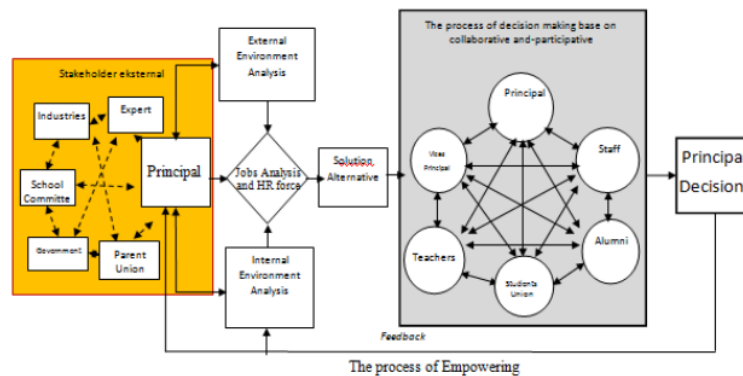 The process of decision making base on
collaborative and-participative
External
Environment
Analysis
Stakeholder eksternal
Industries
Expert
Principal
School
Committe
Government
Parent
Union
Jobs Analysis
and HR force
Solution
Alternative
Internal
Environment
Analysis
Principal
Vices
Principal
Staff
Teachers
Alumni
Students
Union
Principal
Decision
Feedback
The process of Empowering